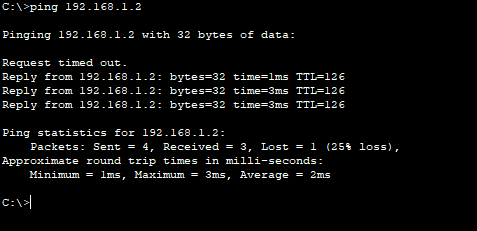 C:\>ping 192.168.1.2
Pinging 192.168.1.2 with 32 bytes of data:
Request timed out.
Reply from 192.168.1.2: bytes=32 time=1ms TTL=126
Reply from 192.168.1.2: bytes=32 time=3ms TTL=126
Reply from 192.168.1.2: bytes=32 time=3ms TTL=126
Ping statistics for 192.168.1.2:
    Packets: Sent = 4, Received = 3, Lost = 1 (25% loss),
Approximate round trip times in milli-seconds:
    Minimum = 1ms, Maximum = 3ms, Average = 2ms
C:\>